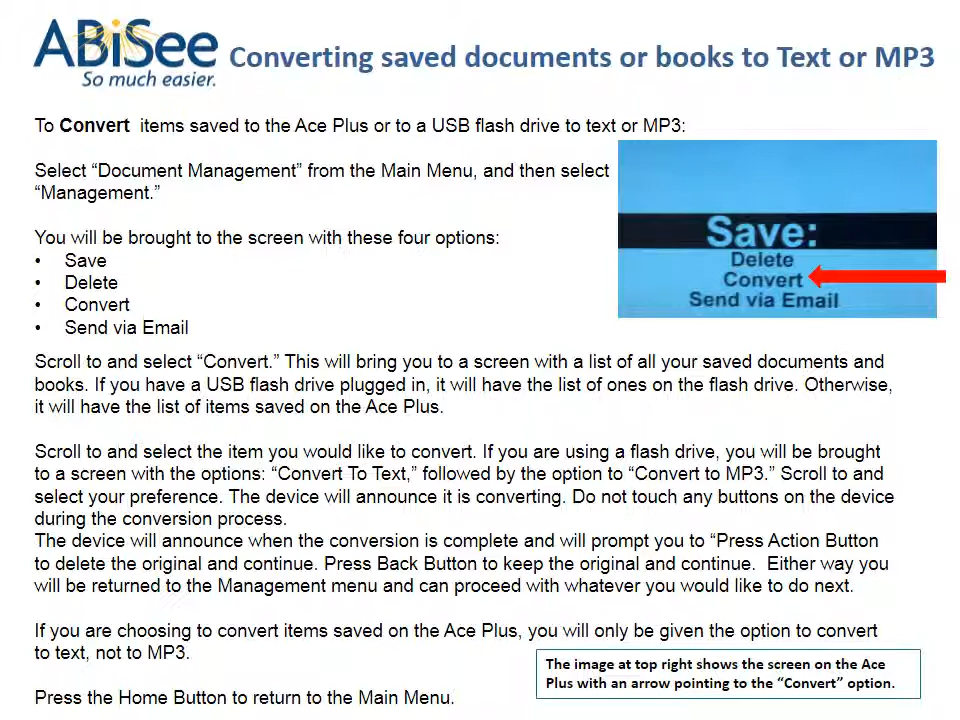 ABiSee
So much easier.
Converting saved documents or books to Text or MP3
To Convert items saved to the Ace Plus or to a USB flash drive to text or MP3:
Select “Document Management” from the Main Menu, and then select
“Management.”
You will be brought to the screen with these four options:
• Save
• Delete
• Convert
• Send via Email
Save:
Delete
Convert
Send via Email
Scroll to and select “Convert.” This will bring you to a screen with a list of all your saved documents and
books. If you have a USB flash drive plugged in, it will have the list of ones on the flash drive. Otherwise,
it will have the list of items saved on the Ace Plus.
Scroll to and select the item you would like to convert. If you are using a flash drive, you will be brought
to a screen with the options: “Convert To Text,” followed by the option to “Convert to MP3.” Scroll to and
select your preference. The device will announce it is converting. Do not touch any buttons on the device
during the conversion process.
The device will announce when the conversion is complete and will prompt you to “Press Action Button
to delete the original and continue. Press Back Button to keep the original and continue.  Either way you
will be returned to the Management menu and can proceed with whatever you would like to do next.
If you are choosing to convert items saved on the Ace Plus, you will only be given the option to convert
to text, not to MP3.
Press the Home Button to return to the Main Menu.
The image at top right shows the screen on the Ace
Plus with an arrow pointing to the “Convert” option.